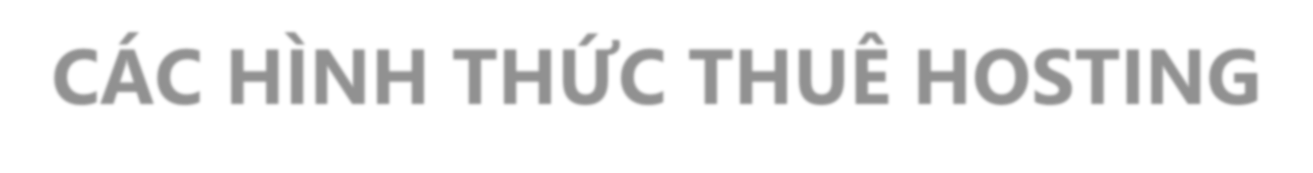 CÁC HÌNH THỨC THUÊ HOSTING